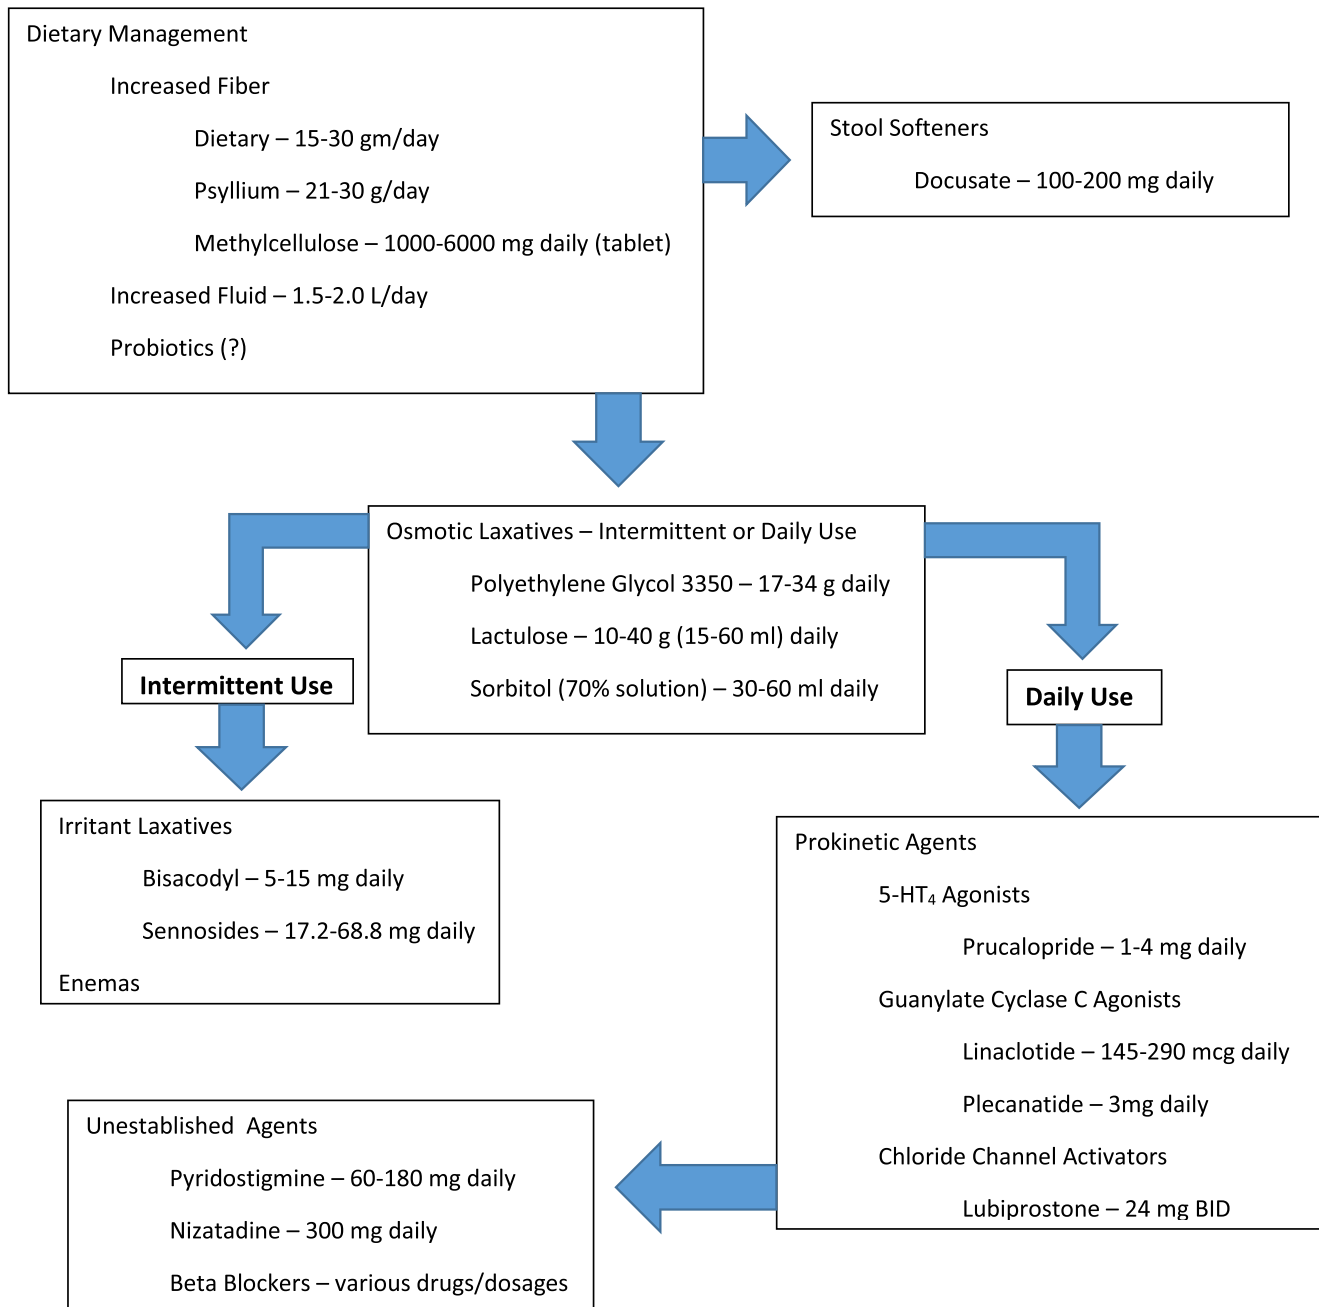 Dietary Management
Increased Fiber
Dietary – 15-30 gm/day
Psyllium – 21-30 g/day
Methylcellulose – 1000-6000 mg daily (tablet)
Increased Fluid – 1.5-2.0 L/day
Probiotics (?)
Stool Softeners
Docusate – 100-200 mg daily
Osmotic Laxatives – Intermittent or Daily Use
Polyethylene Glycol 3350 – 17-34 g daily
Lactulose – 10-40 g (15-60 ml) daily
Sorbitol (70% solution) – 30-60 ml daily
Intermittent Use
Daily Use
Irritant Laxatives
Bisacodyl – 5-15 mg daily
Sennosides – 17.2-68.8 mg daily
Enemas
Prokinetic Agents
5-HT₄ Agonists
Prucalopride – 1-4 mg daily
Guanylate Cyclase C Agonists
Linaclotide – 145-290 mcg daily
Plecanatide – 3mg daily
Chloride Channel Activators
Lubiprostone – 24 mg BID
Unestablished  Agents
Pyridostigmine – 60-180 mg daily
Nizatadine – 300 mg daily
Beta Blockers – various drugs/dosages